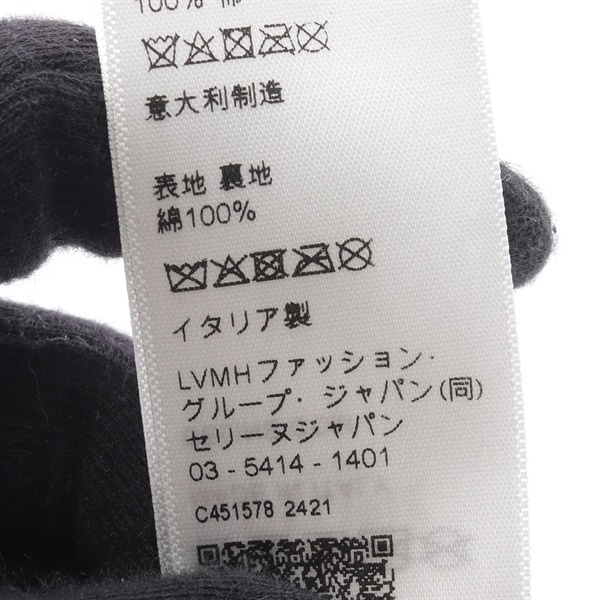 100% 棉
意大利制造
表地 裏地
綿100%
イタリア製
LVMHファッション・
グループ・ジャパン(同)
セリーヌジャパン
03 - 5414 - 1401
C451578 2421